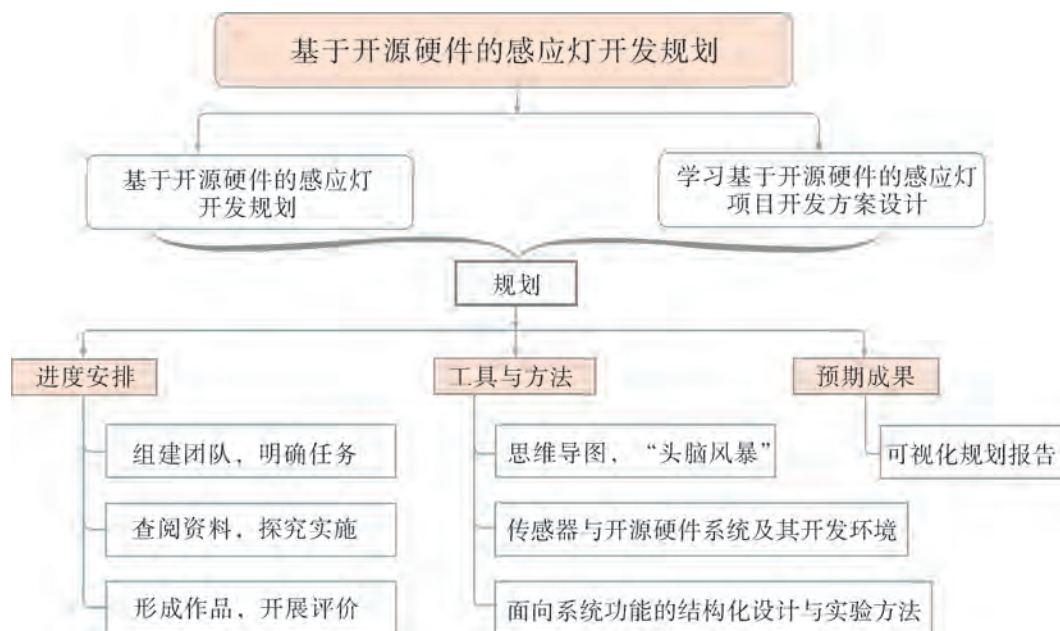 基于开源硬件的感应灯开发规划
基于开源硬件的感应灯
开发规划
学习基于开源硬件的感应灯
项目开发方案设计
规划
进度安排
工具与方法
预期成果
组建团队，明确任务
思维导图，“头脑风暴”
可视化规划报告
查阅资料，探究实施
传感器与开源硬件系统及其开发环境
形成作品，开展评价
面向系统功能的结构化设计与实验方法